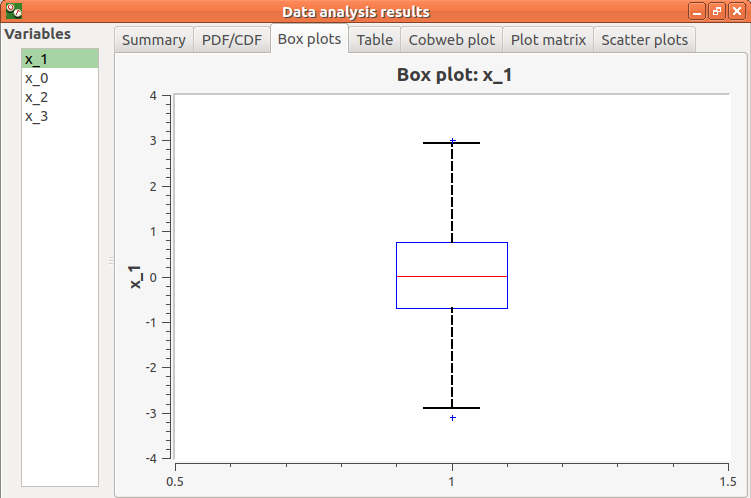 Data analysis results
Variables
x_1
x_0
x_2
x_3
Summary PDF/CDF Box plots Table Cobweb plot Plot matrix Scatter plots
Box plot: x_1
x_1
4
3
2
1
0
-1
-2
-3
-4
0.5 1 1.5